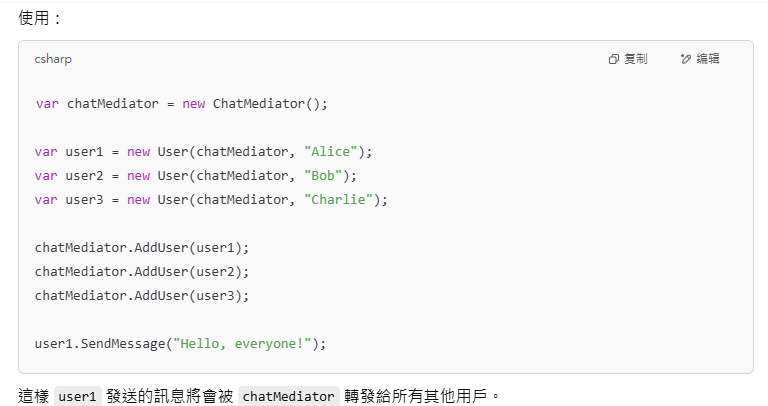 使用：
csharp 复制 编辑
var chatMediator = new ChatMediator();
var user1 = new User(chatMediator, "Alice");
var user2 = new User(chatMediator, "Bob");
var user3 = new User(chatMediator, "Charlie");
chatMediator.AddUser(user1);
chatMediator.AddUser(user2);
chatMediator.AddUser(user3);
user1.SendMessage("Hello, everyone!");
這樣 user1 發送的訊息將會被 chatMediator 轉發給所有其他用戶。